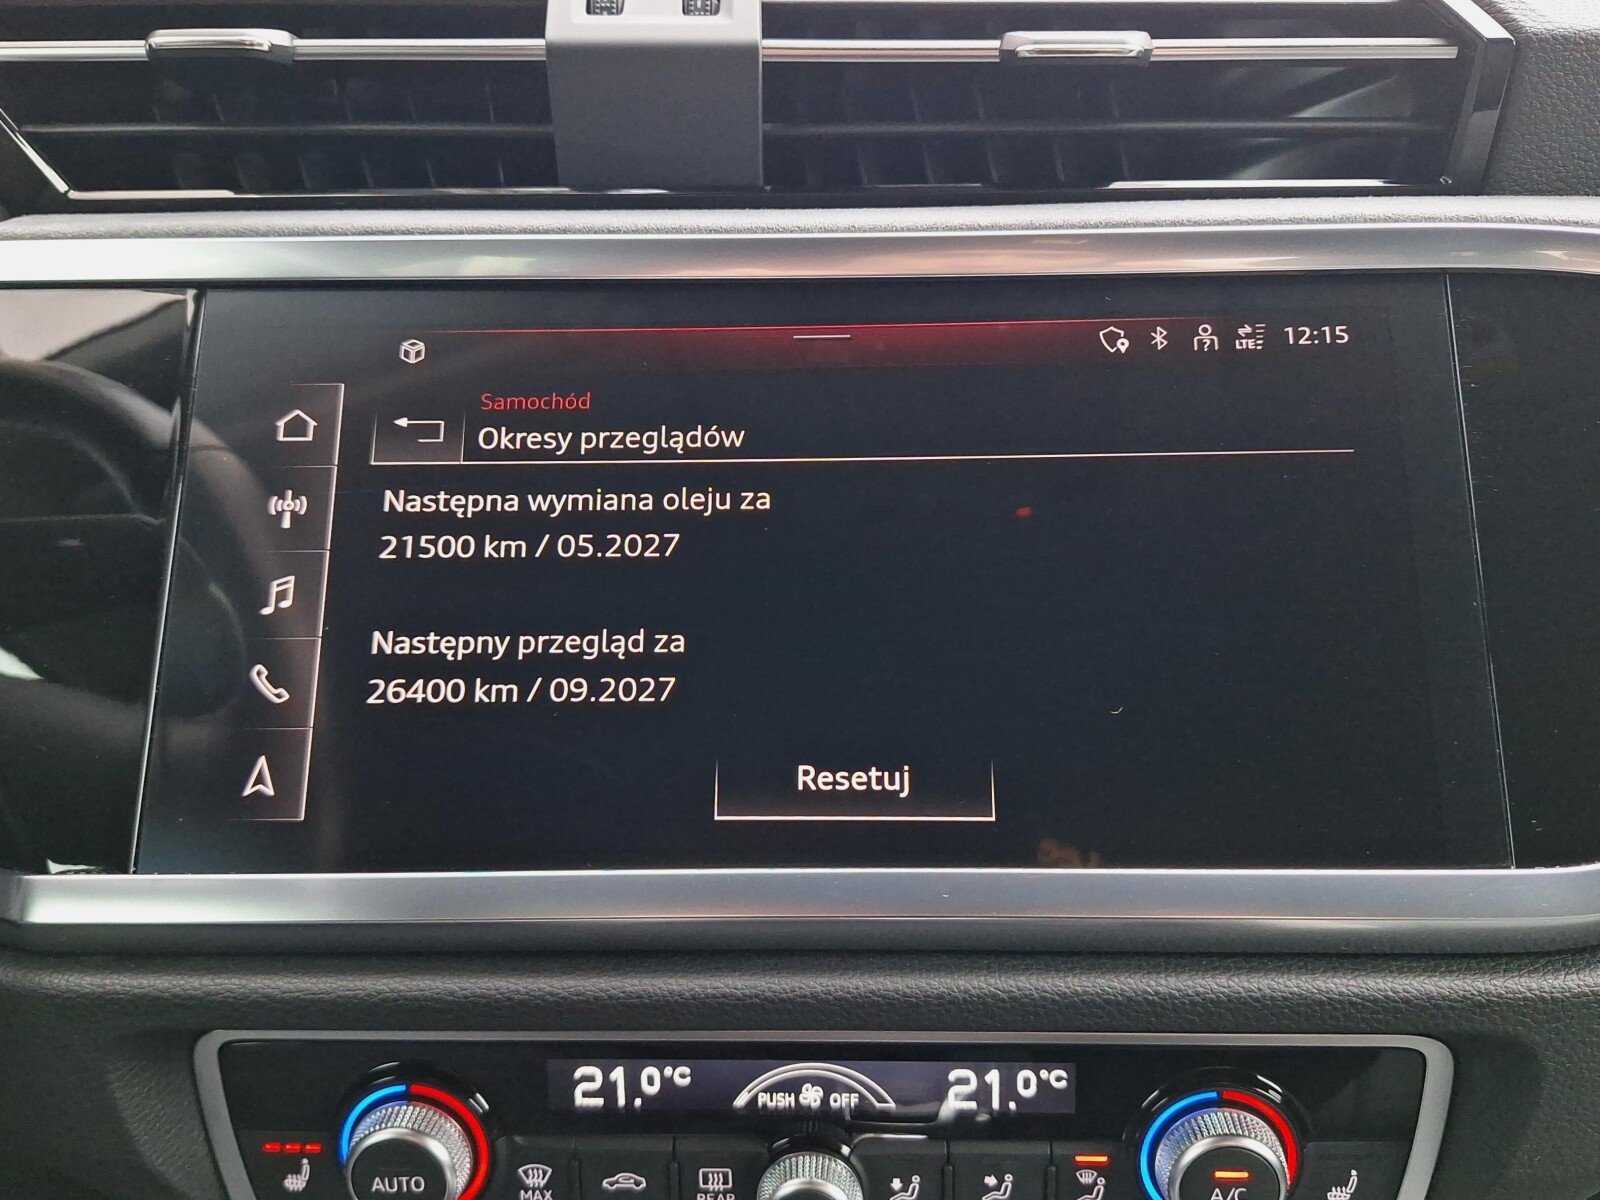 LTE 12:15
Samochód
Okresy przeglądów
Następna wymiana oleju za
21500 km / 05.2027
Następny przegląd za
26400 km / 09.2027
Resetuj
21.0°C PUSH OFF 21.0°C
AUTO MAX REAR A/C